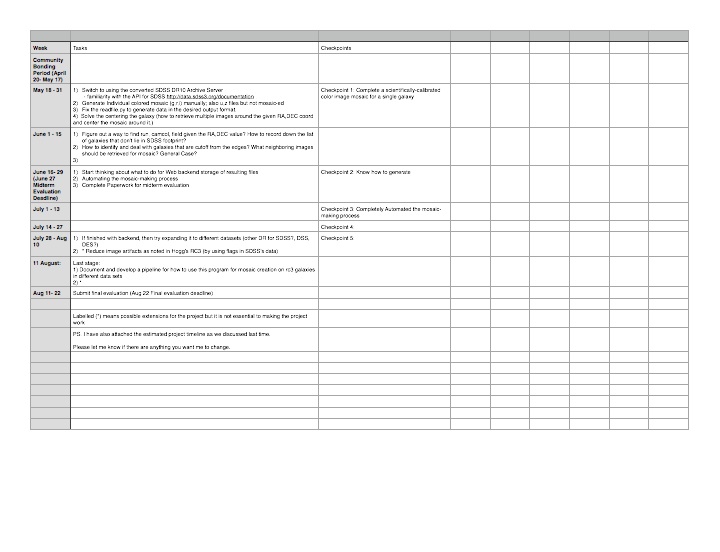 Week Tasks Checkpoints
Community
Bonding
Period (April
20- May 17)
May 18 - 31
1) Switch to using the converted SDSS DR10 Archive Server
- familiarity with the API for SDSS http://data.sdss3.org/documentation
2) Generate Individual colored mosaic (g r i) manually; also u z files but not mosaic-ed
3) Fix the readfile.py to generate data in the desired output format
4) Solve the centering the galaxy (how to retrieve multiple images around the given RA,DEC coord
and center the mosaic around it.)
Checkpoint 1: Complete a scientifically-calibrated
color image mosaic for a single galaxy
June 1 - 15
1) Figure out a way to find run, camcol, field given the RA,DEC value? How to record down the list
of galaxies that don't lie in SDSS footprint?
2) How to identify and deal with galaxies that are cutoff from the edges? What neighboring images
should be retrieved for mosaic? General Case?
3)
June 16- 29
(June 27
Midterm
Evaluation
Deadline)
1) Start thinking about what to do for Web backend storage of resulting files
2) Automating the mosaic-making process
3) Complete Paperwork for midterm evaluation
Checkpoint 2: Know how to generate
July 1 - 13
Checkpoint 3: Completely Automated the mosaic-
making process
July 14 - 27
Checkpoint 4:
July 28 - Aug
10
1) If finished with backend, then try expanding it to different datasets (other DR for SDSS?, DSS,
DES?)
2) * Reduce image artifacts as noted in Hogg's RC3 (by using flags in SDSS's data)
Checkpoint 5:
11 August:
Last stage:
1) Document and develop a pipeline for how to use this program for mosaic creation on rc3 galaxies
in different data sets
2) *
Aug 11- 22
Submit final evaluation (Aug 22 Final evaluation deadline)
Labelled (*) means possible extensions for the project but it is not essential to making the project
work.
PS. I have also attached the estimated project timeline as we discussed last time.
Please let me know if there are anything you want me to change.